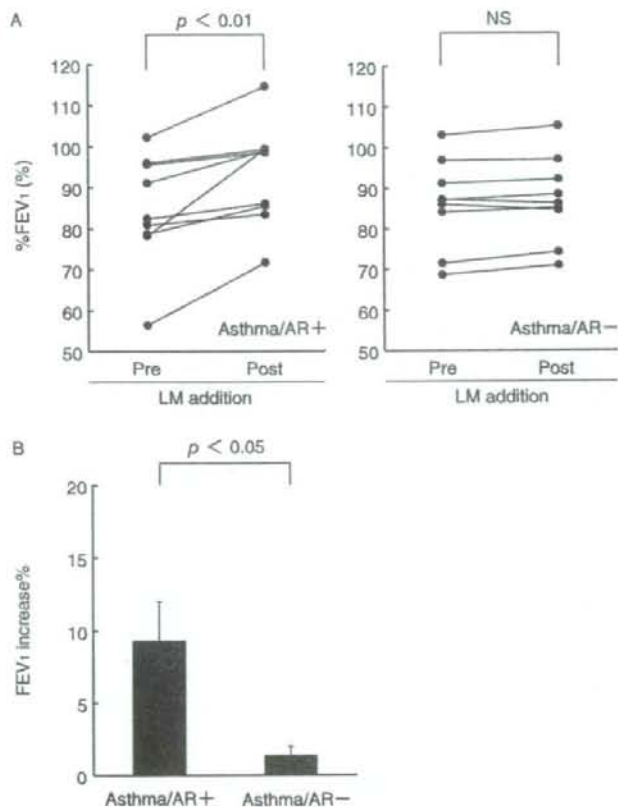 A
p < 0.01
NS
%FEV1 (%)
120
110
100
90
80
70
60
50
Asthma/AR+
Pre
Post
LM addition
120
110
100
90
80
70
60
50
Asthma/AR−
Pre
Post
LM addition
B
p < 0.05
FEV1 increase%
20
15
10
5
0
Asthma/AR+
Asthma/AR−